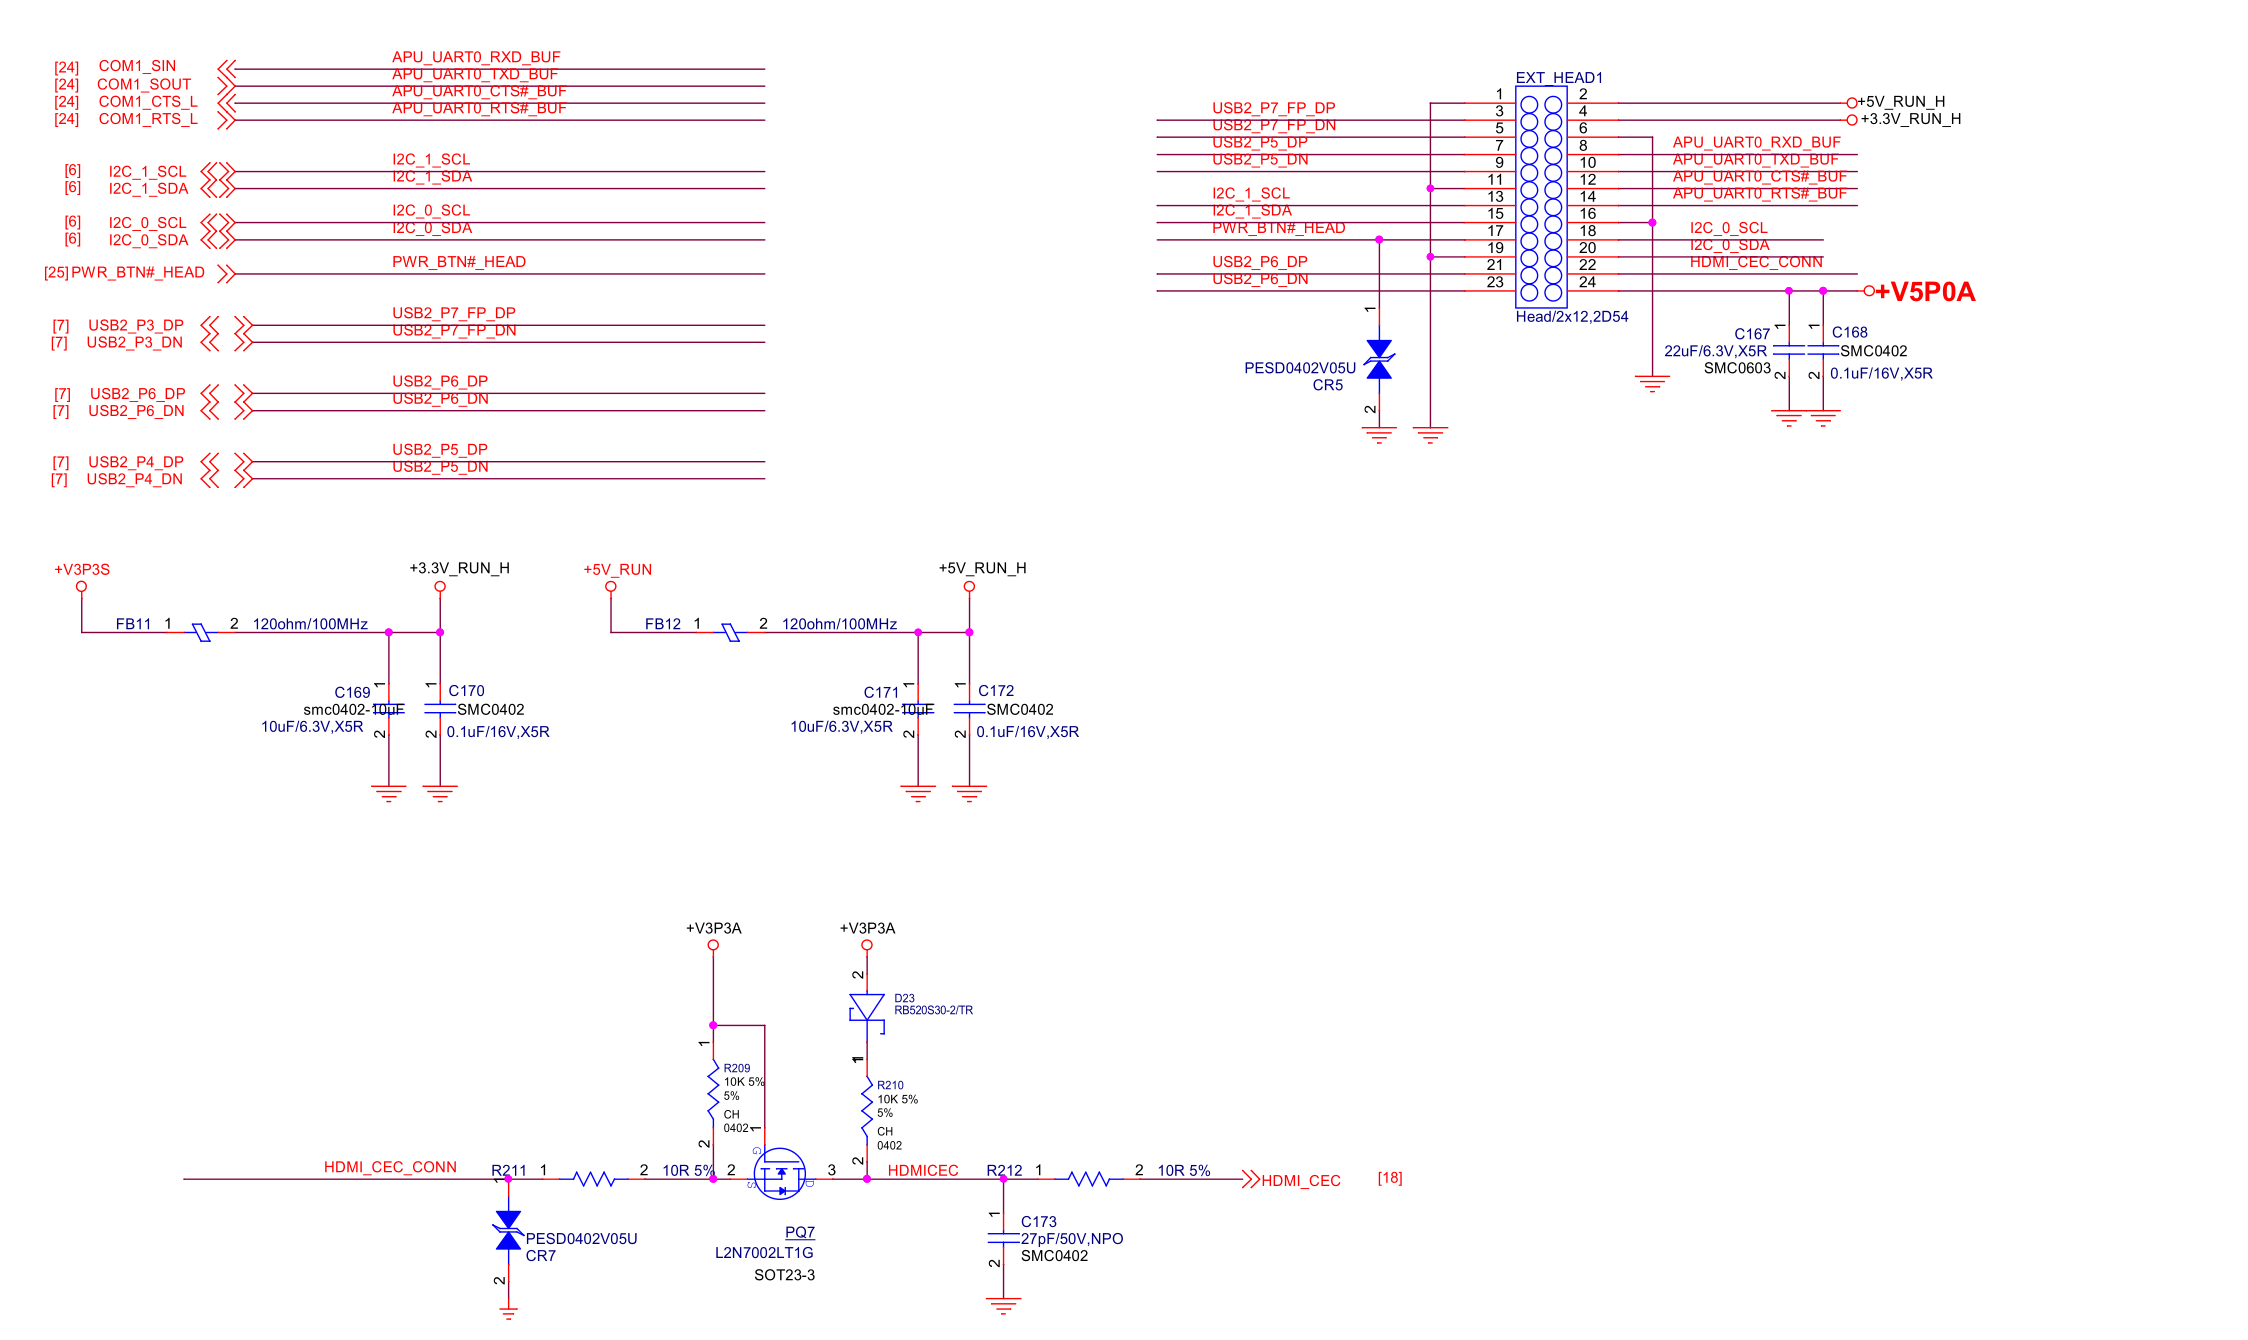 [24] COM1_SIN APU_UART0_RXD_BUF
[24] COM1_SOUT APU_UART0_TXD_BUF
[24] COM1_CTS_L APU_UART0_CTS#_BUF
[24] COM1_RTS_L APU_UART0_RTS#_BUF
[6] I2C_1_SCL I2C_1_SCL
[6] I2C_1_SDA I2C_1_SDA
[6] I2C_0_SCL I2C_0_SCL
[6] I2C_0_SDA I2C_0_SDA
[25] PWR_BTN#_HEAD PWR_BTN#_HEAD
[7] USB2_P3_DP USB2_P7_FP_DP
[7] USB2_P3_DN USB2_P7_FP_DN
[7] USB2_P6_DP USB2_P6_DP
[7] USB2_P6_DN USB2_P6_DN
[7] USB2_P4_DP USB2_P5_DP
[7] USB2_P4_DN USB2_P5_DN
EXT_HEAD1
1 2 +5V_RUN_H
USB2_P7_FP_DP 3 4 +3.3V_RUN_H
USB2_P7_FP_DN 5 6
USB2_P5_DP 7 8 APU_UART0_RXD_BUF
USB2_P5_DN 9 10 APU_UART0_TXD_BUF
11 12 APU_UART0_CTS#_BUF
I2C_1_SCL 13 14 APU_UART0_RTS#_BUF
I2C_1_SDA 15 16
PWR_BTN#_HEAD 17 18 I2C_0_SCL
19 20 I2C_0_SDA
USB2_P6_DP 21 22 HDMI_CEC_CONN
USB2_P6_DN 23 24 +V5P0A
Head/2x12,2D54
1
PESD0402V05U
CR5
2
1 C167
22uF/6.3V,X5R
SMC0603 2
1 C168
SMC0402
2 0.1uF/16V,X5R
+V3P3S +3.3V_RUN_H
FB11 1 2 120ohm/100MHz
1 C169
smc0402-10uF
10uF/6.3V,X5R 2
1 C170
SMC0402
2 0.1uF/16V,X5R
+5V_RUN +5V_RUN_H
FB12 1 2 120ohm/100MHz
1 C171
smc0402-10uF
10uF/6.3V,X5R 2
1 C172
SMC0402
2 0.1uF/16V,X5R
+V3P3A +V3P3A
2
D23
RB520S30-2/TR
1
1
R209
10K 5%
5%
CH
0402
2
1
R210
10K 5%
5%
CH
0402
2
1
G
S
D
HDMI_CEC_CONN R211 1 2 10R 5% 2 3 HDMICEC R212 1 2 10R 5% HDMI_CEC [18]
1
PESD0402V05U
CR7
2
PQ7
L2N7002LT1G
SOT23-3
1
C173
27pF/50V,NPO
SMC0402
2